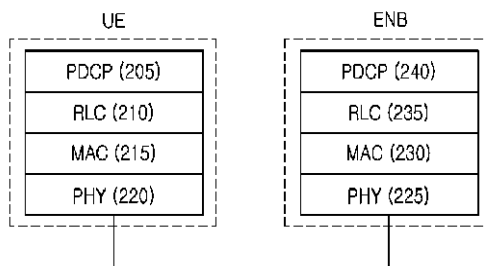 UE
PDCP (205)
RLC (210)
MAC (215)
PHY (220)
ENB
PDCP (240)
RLC (235)
MAC (230)
PHY (225)